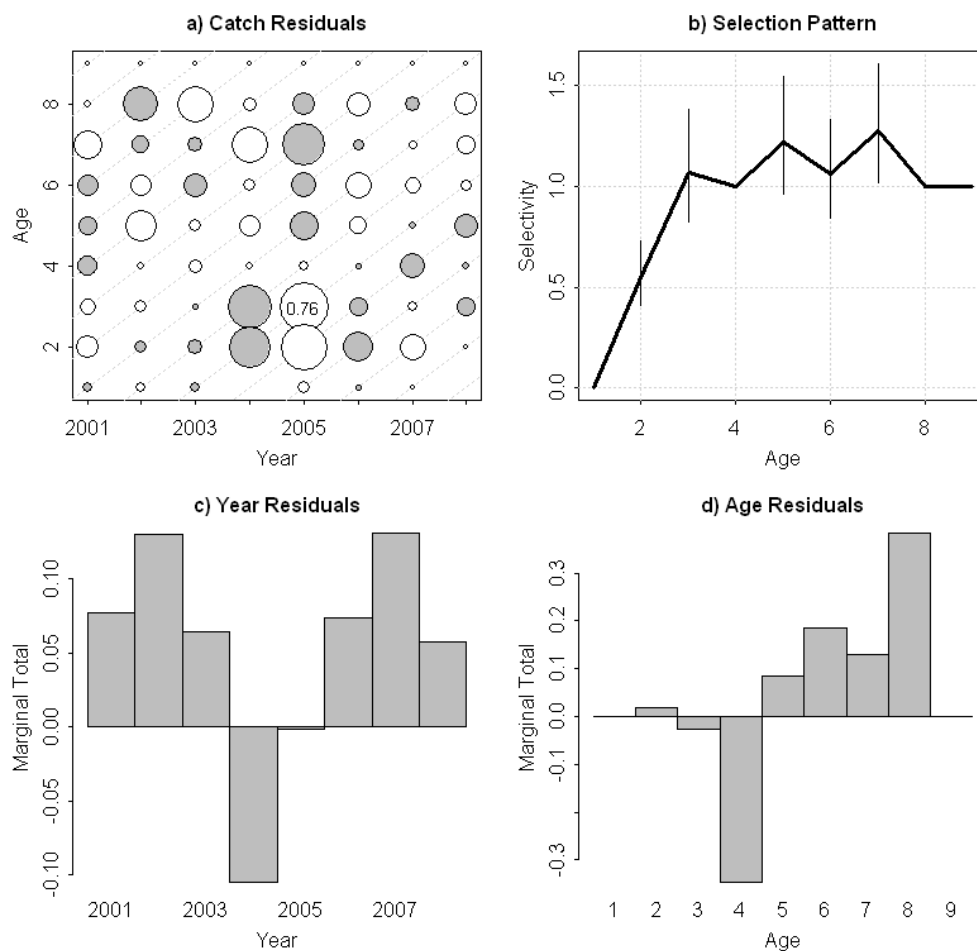 a) Catch Residuals
8
6
4
2
Age
0.76
2001 2003 2005 2007
Year
b) Selection Pattern
1.5
1.0
0.5
0.0
Selectivity
2 4 6 8
Age
c) Year Residuals
0.10
0.05
0.00
-0.05
-0.10
Marginal Total
2001 2003 2005 2007
Year
d) Age Residuals
0.3
0.1
0.0
-0.1
-0.3
Marginal Total
1 2 3 4 5 6 7 8 9
Age